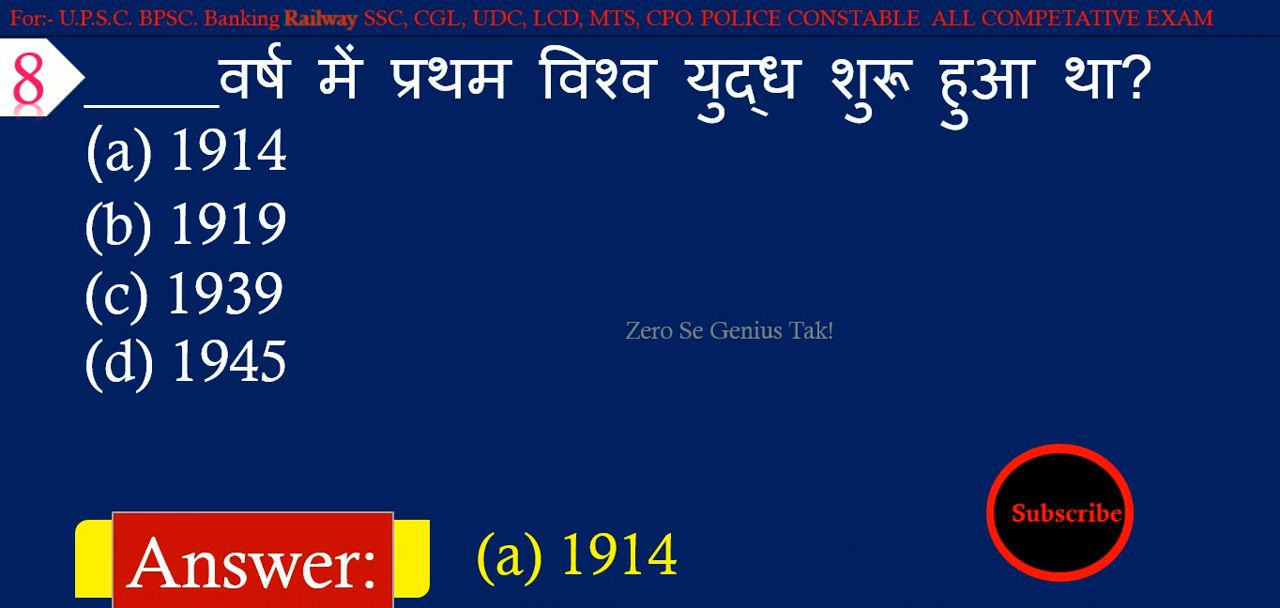 For:- U.P.S.C. BPSC. Banking Railway SSC, CGL, UDC, LCD, MTS, CPO. POLICE CONSTABLE ALL COMPETATIVE EXAM
8 _____वर्ष में प्रथम विश्व युद्ध शुरू हुआ था?
(a) 1914
(b) 1919
(c) 1939
(d) 1945
Zero Se Genius Tak!
Subscribe
Answer: (a) 1914